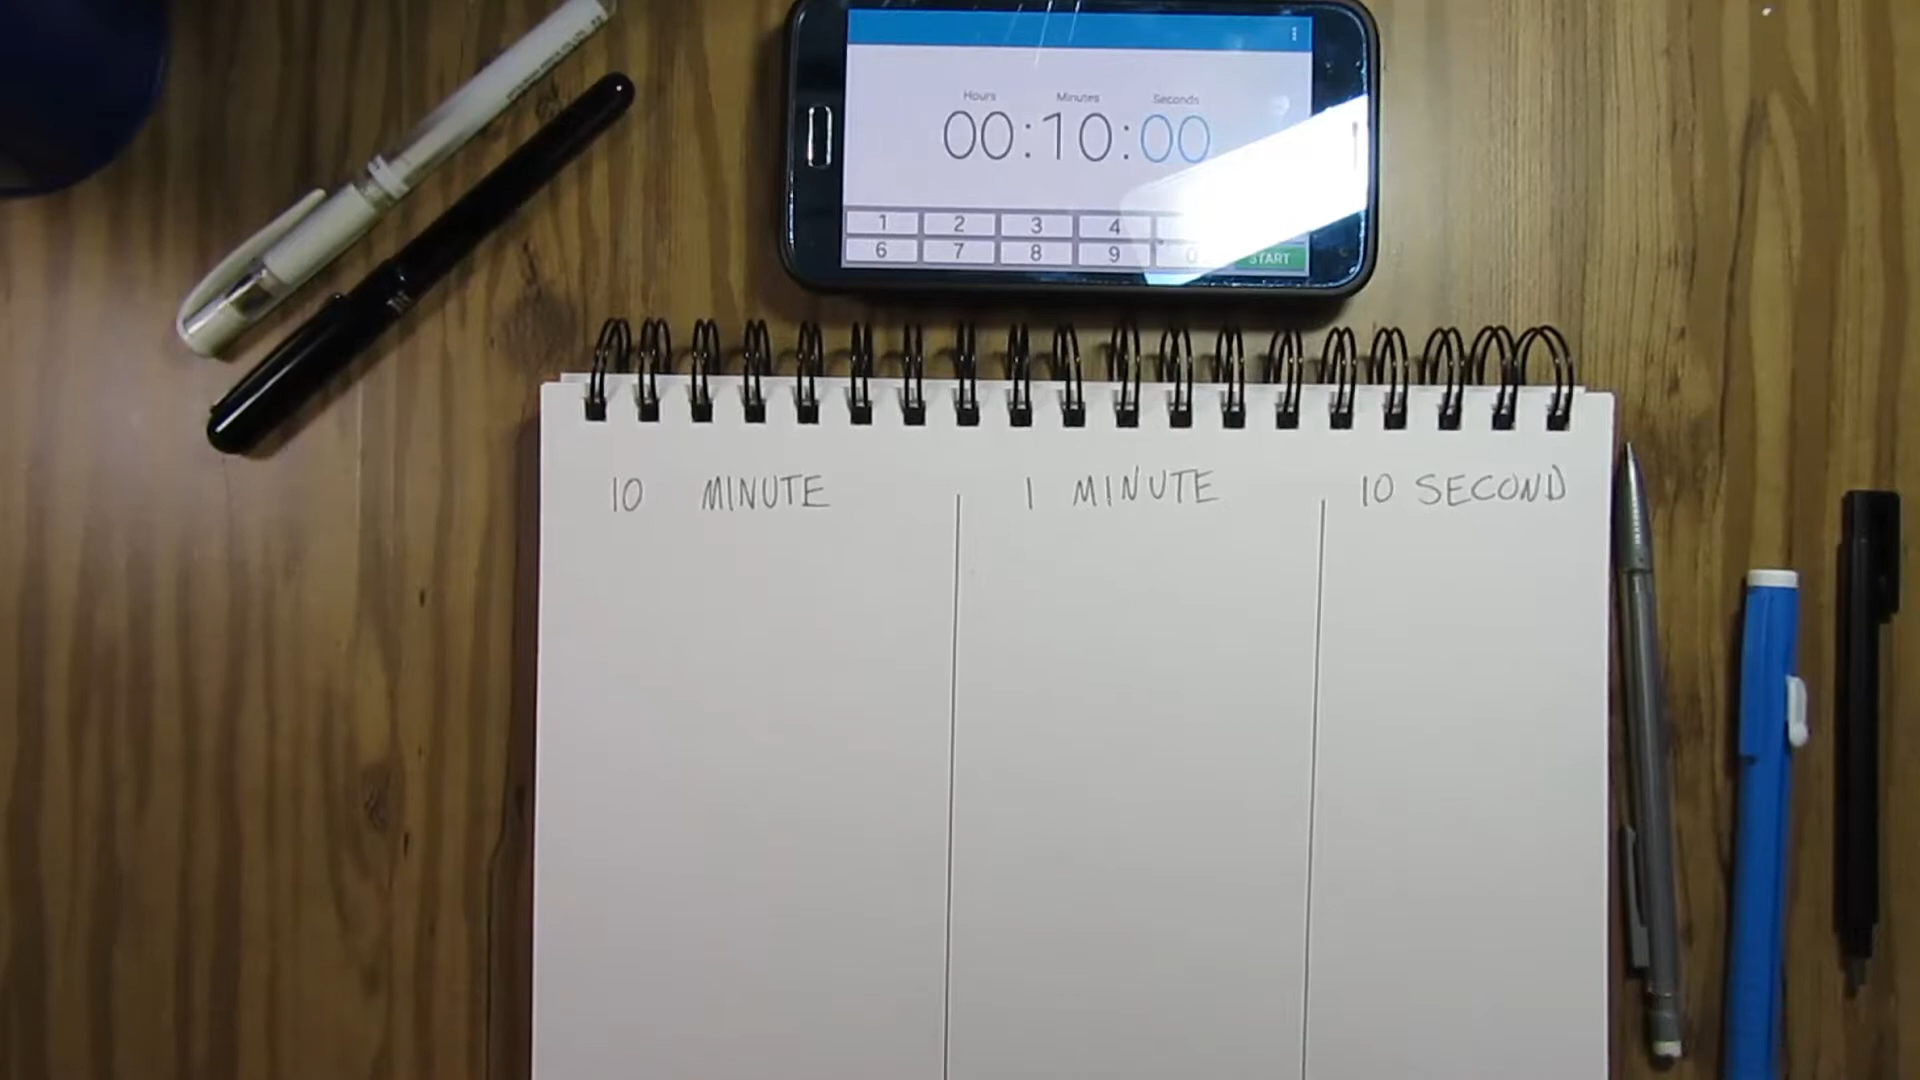 Hours Minutes Seconds
00:10:00
1 2 3 4
6 7 8 9 0 START
10 MINUTE 1 MINUTE 10 SECOND